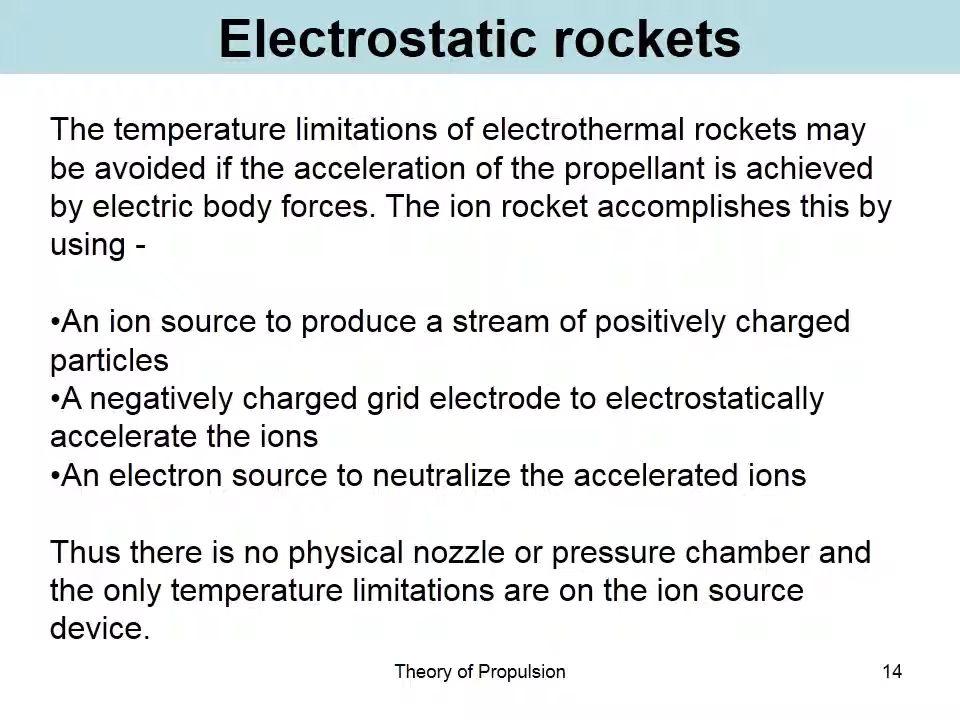 Electrostatic rockets
The temperature limitations of electrothermal rockets may
be avoided if the acceleration of the propellant is achieved
by electric body forces. The ion rocket accomplishes this by
using -
•An ion source to produce a stream of positively charged
particles
•A negatively charged grid electrode to electrostatically
accelerate the ions
•An electron source to neutralize the accelerated ions
Thus there is no physical nozzle or pressure chamber and
the only temperature limitations are on the ion source
device.
Theory of Propulsion
14